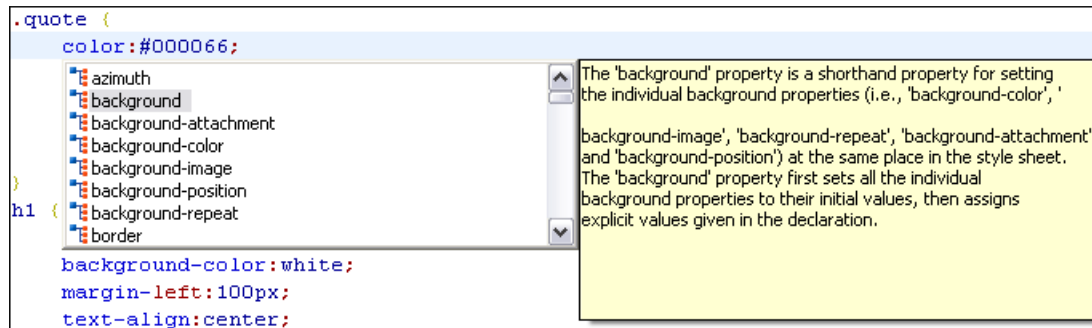 .quote {
color:#000066;
azimuth
background
background-attachment
background-color
background-image
background-position
background-repeat
border
The 'background' property is a shorthand property for setting
the individual background properties (i.e., 'background-color', '
background-image', 'background-repeat', 'background-attachment'
and 'background-position') at the same place in the style sheet.
The 'background' property first sets all the individual
background properties to their initial values, then assigns
explicit values given in the declaration.
}
h1 {
background-color:white;
margin-left:100px;
text-align:center;